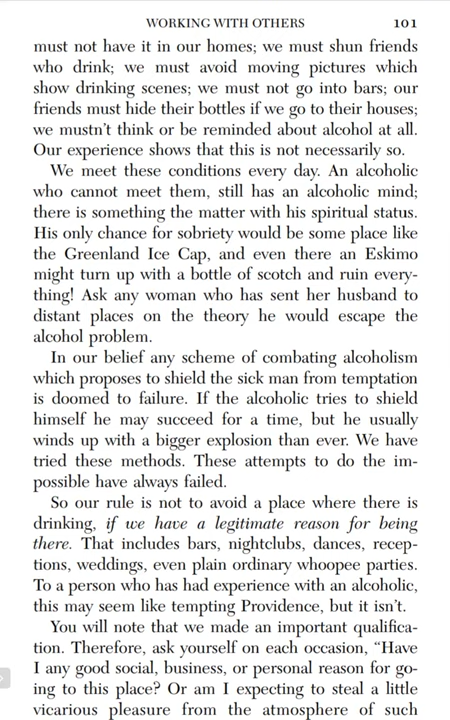 WORKING WITH OTHERS 101
must not have it in our homes; we must shun friends
who drink; we must avoid moving pictures which
show drinking scenes; we must not go into bars; our
friends must hide their bottles if we go to their houses;
we mustn't think or be reminded about alcohol at all.
Our experience shows that this is not necessarily so.
We meet these conditions every day. An alcoholic
who cannot meet them, still has an alcoholic mind;
there is something the matter with his spiritual status.
His only chance for sobriety would be some place like
the Greenland Ice Cap, and even there an Eskimo
might turn up with a bottle of scotch and ruin every-
thing! Ask any woman who has sent her husband to
distant places on the theory he would escape the
alcohol problem.
In our belief any scheme of combating alcoholism
which proposes to shield the sick man from temptation
is doomed to failure. If the alcoholic tries to shield
himself he may succeed for a time, but he usually
winds up with a bigger explosion than ever. We have
tried these methods. These attempts to do the im-
possible have always failed.
So our rule is not to avoid a place where there is
drinking, if we have a legitimate reason for being
there. That includes bars, nightclubs, dances, recep-
tions, weddings, even plain ordinary whoopee parties.
To a person who has had experience with an alcoholic,
this may seem like tempting Providence, but it isn't.
You will note that we made an important qualifica-
tion. Therefore, ask yourself on each occasion, "Have
I any good social, business, or personal reason for go-
ing to this place? Or am I expecting to steal a little
vicarious pleasure from the atmosphere of such